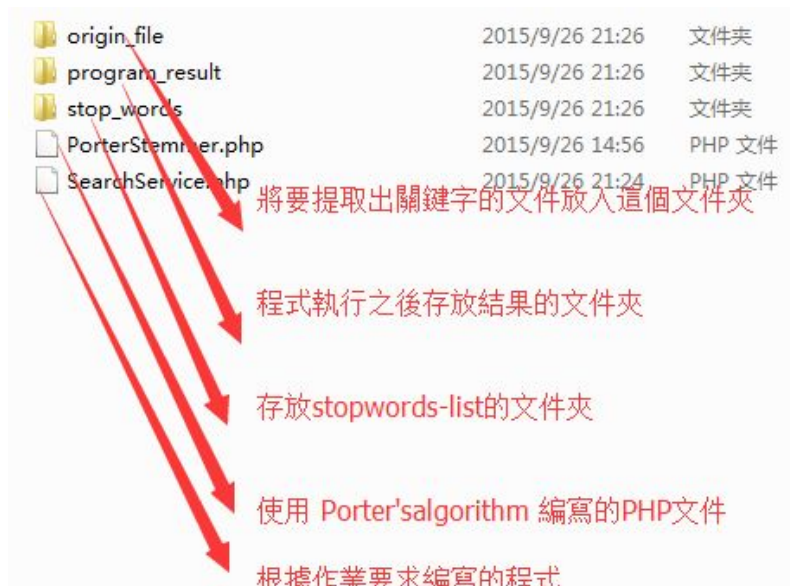 origin_file 2015/9/26 21:26 文件夹
program_result 2015/9/26 21:26 文件夹
stop_words 2015/9/26 21:26 文件夹
PorterStemmer.php 2015/9/26 14:56 PHP 文件
SearchService.php 2015/9/26 21:24 PHP 文件
將要提取出關鍵字的文件放入這個文件夾
程式執行之後存放結果的文件夾
存放stopwords-list的文件夾
使用 Porter'salgorithm 編寫的PHP文件
根據作業要求編寫的程式